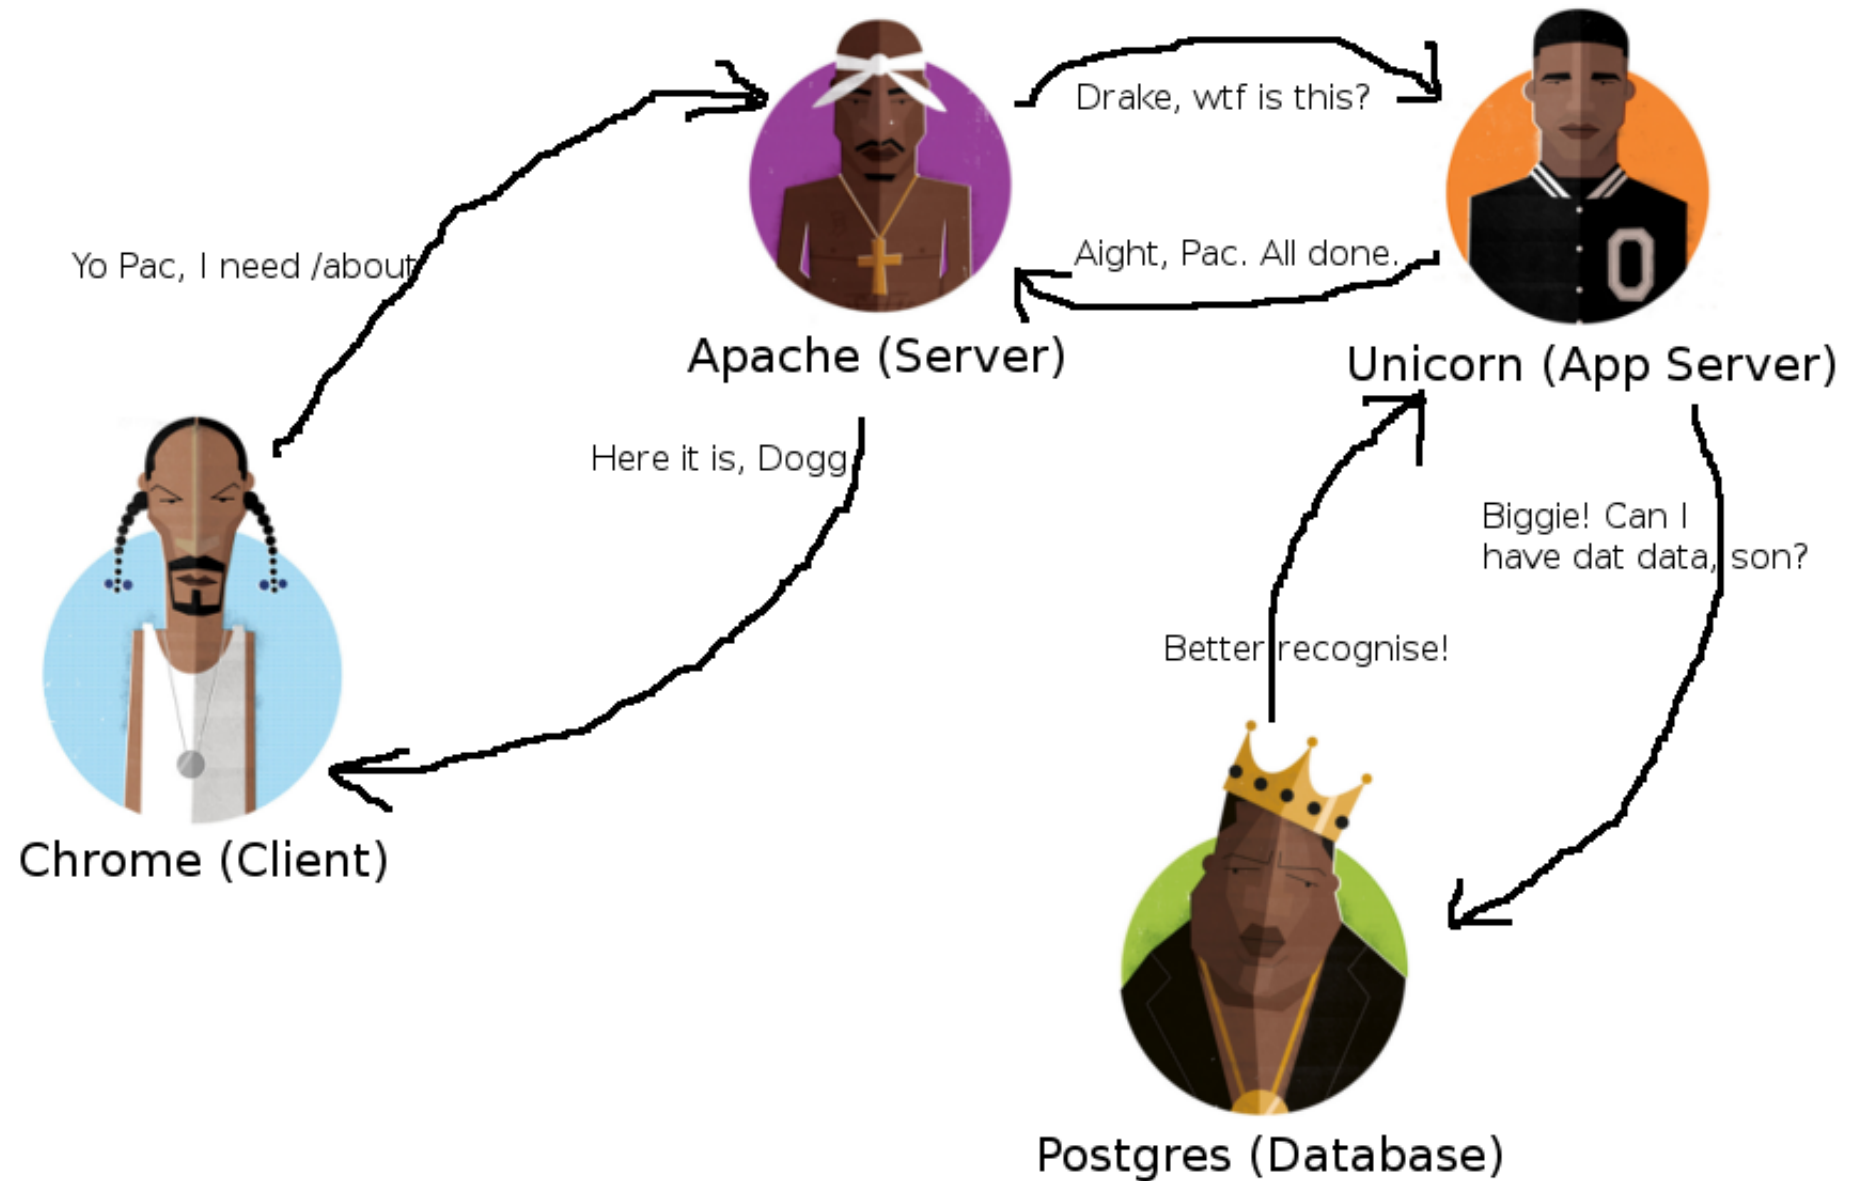 Drake, wtf is this?
Yo Pac, I need /about
Aight, Pac. All done.
Apache (Server)
Unicorn (App Server)
Here it is, Dogg
Biggie! Can I
have dat data, son?
Better recognise!
Chrome (Client)
Postgres (Database)
O